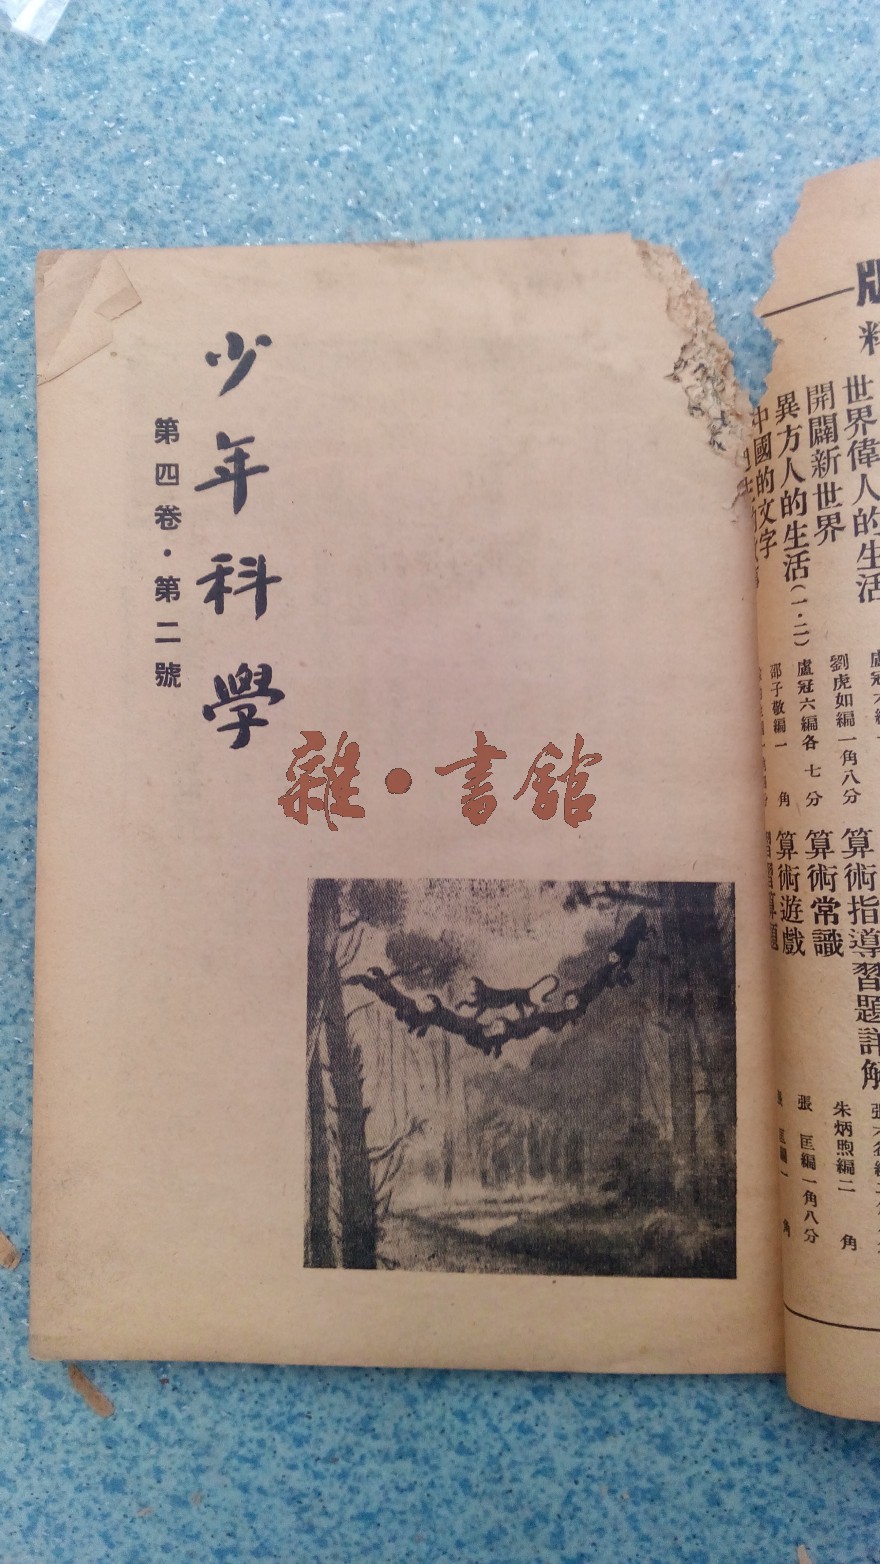 少年科學
第四卷·第二號
雜·書館
版
世界偉人的生活
開闢新世界
劉虎如編一角八分
異方人的生活(一·二)
盧冠六編各七分
中國的文字
邵子敬編一角
算術指導習題詳解
算術常識
朱炳煦編二角
算術遊戲
張匡編一角八分